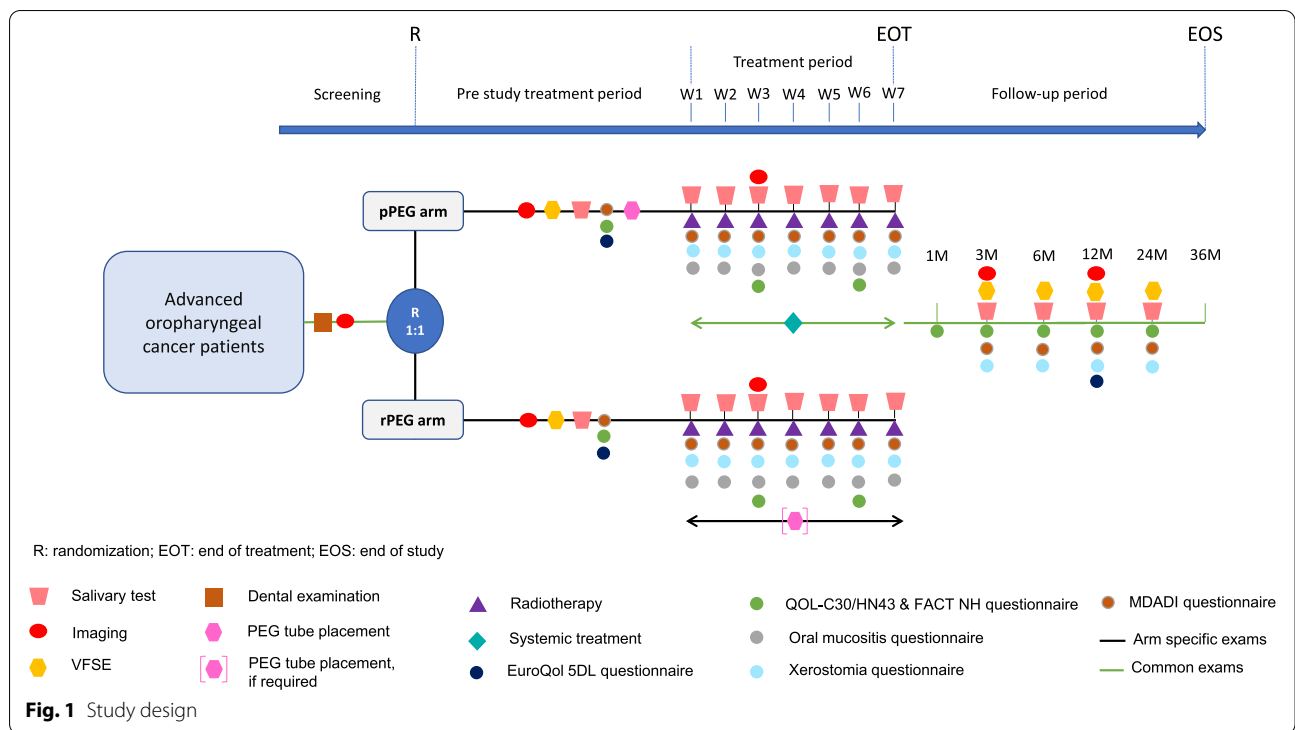 R
EOT
EOS
Treatment period
Screening
Pre study treatment period
W1 W2 W3 W4 W5 W6 W7
Follow-up period
pPEG arm
Advanced
oropharyngeal
cancer patients
R
1:1
1M 3M 6M 12M 24M 36M
rPEG arm
R: randomization; EOT: end of treatment; EOS: end of study
Salivary test
Imaging
VFSE
Dental examination
PEG tube placement
PEG tube placement,
if required
Radiotherapy
Systemic treatment
EuroQol 5DL questionnaire
QOL-C30/HN43 & FACT NH questionnaire
Oral mucositis questionnaire
Xerostomia questionnaire
MDADI questionnaire
Arm specific exams
Common exams
Fig. 1 Study design